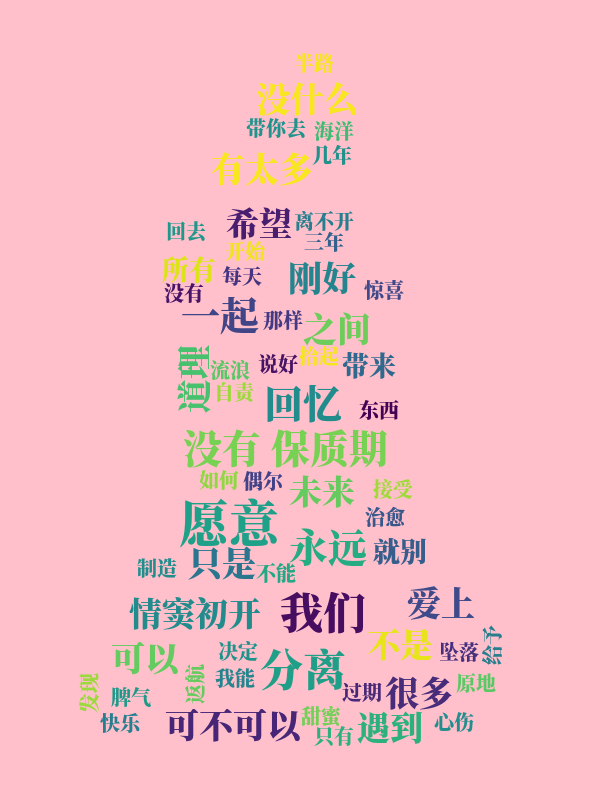 半路
没什么
带你去 海洋
几年
有太多
希望 离不开
回去
三年
开始
所有 每天 刚好
没有 惊喜
一起 那样 之间
道理 流浪 说好 拾起 带来
自责
回忆 东西
没有 保质期
如何 偶尔 未来 接受
愿意 治愈
永远 就别
制造 只是 不能
情窦初开 我们 爱上
不是 坠落 给予
可以 决定 分离
发现 返航 我能 过期 很多 原地
脾气
快乐 可不可以 甜蜜 遇到 心伤
只有